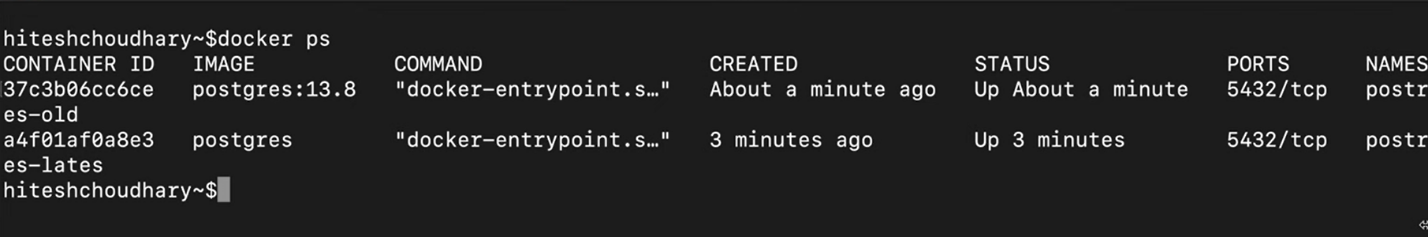 hiteshchoudhary~$docker ps
CONTAINER ID IMAGE COMMAND CREATED STATUS PORTS NAMES
37c3b06cc6ce postgres:13.8 "docker-entrypoint.s…" About a minute ago Up About a minute 5432/tcp postr
es-old
a4f01af0a8e3 postgres "docker-entrypoint.s…" 3 minutes ago Up 3 minutes 5432/tcp postr
es-lates
hiteshchoudhary~$